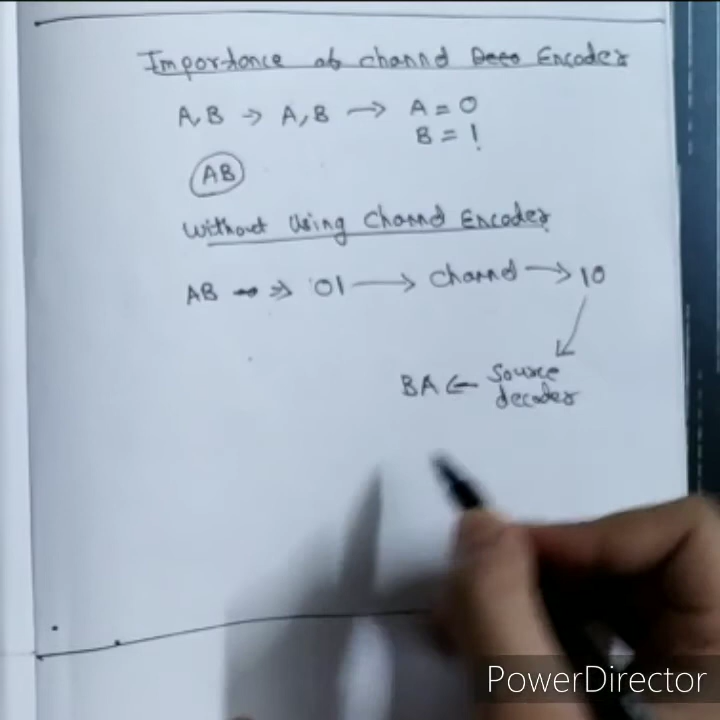 Importance of channel Deco Encoder
A, B → A, B → A = 0
B = 1
AB
Without Using Channel Encoder
AB ⇒ 01 → Channel → 10
BA ← Source
decoder
PowerDirector